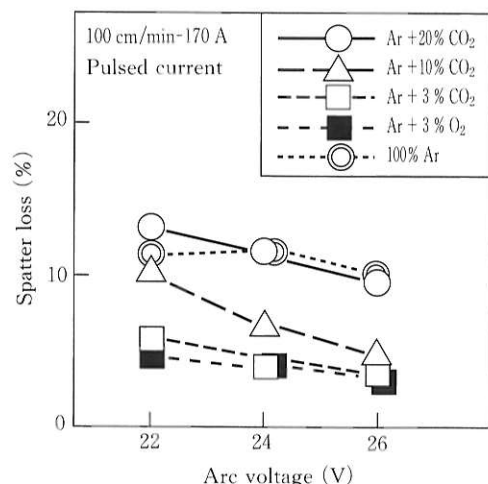 100 cm/min-170 A
Pulsed current
Ar +20% CO₂
Ar +10% CO₂
Ar + 3 % CO₂
Ar + 3 % O₂
100% Ar
20
10
0
Spatter loss (%)
22
24
26
Arc voltage (V)